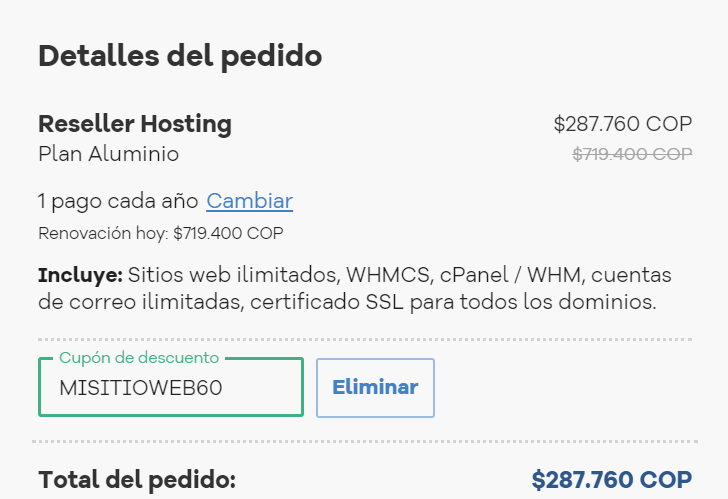 Detalles del pedido
Reseller Hosting $287.760 COP
Plan Aluminio $719.400 COP
1 pago cada año Cambiar
Renovación hoy: $719.400 COP
Incluye: Sitios web ilimitados, WHMCS, cPanel / WHM, cuentas
de correo ilimitadas, certificado SSL para todos los dominios.
Cupón de descuento
MISITIOWEB60 Eliminar
Total del pedido: $287.760 COP